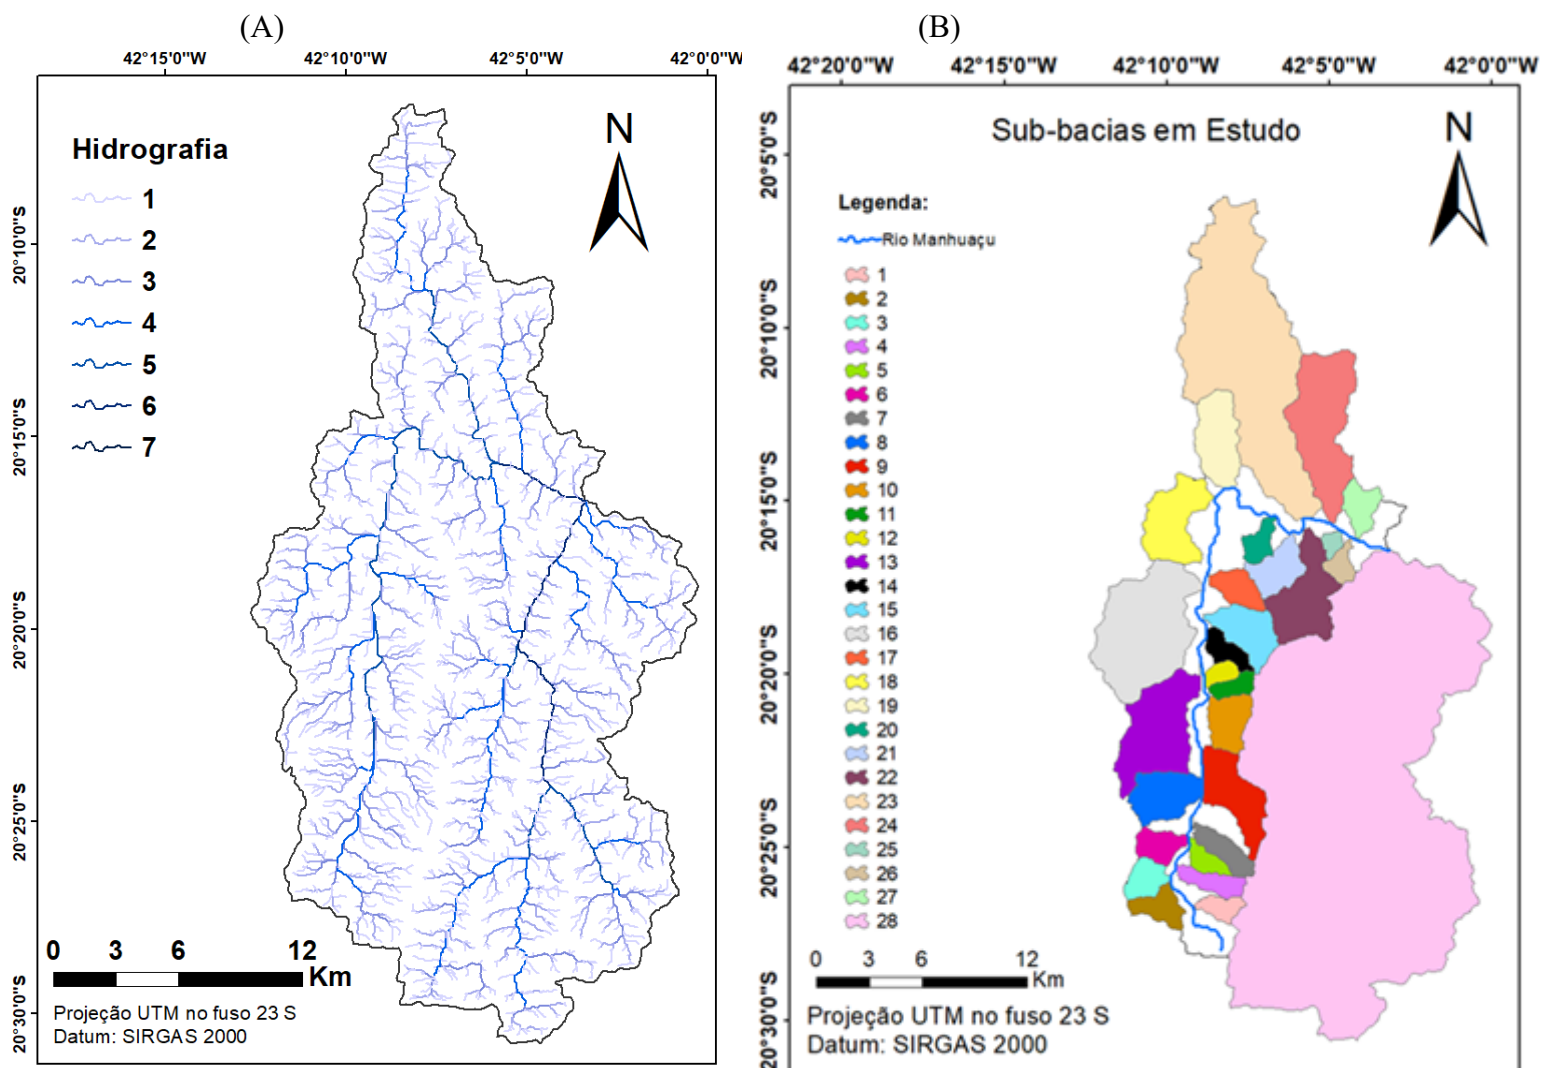 (A)
42°15'0"W 42°10'0"W 42°5'0"W 42°0'0"W
Hidrografia
1
2
3
4
5
6
7
N
20°10'0"S
20°15'0"S
20°20'0"S
20°25'0"S
20°30'0"S
0 3 6 12
Km
Projeção UTM no fuso 23 S
Datum: SIRGAS 2000
(B)
42°20'0"W 42°15'0"W 42°10'0"W 42°5'0"W 42°0'0"W
Sub-bacias em Estudo
N
Legenda:
Rio Manhuaçu
1
2
3
4
5
6
7
8
9
10
11
12
13
14
15
16
17
18
19
20
21
22
23
24
25
26
27
28
20°5'0"S
20°10'0"S
20°15'0"S
20°20'0"S
20°25'0"S
20°30'0"S
0 3 6 12
Km
Projeção UTM no fuso 23 S
Datum: SIRGAS 2000